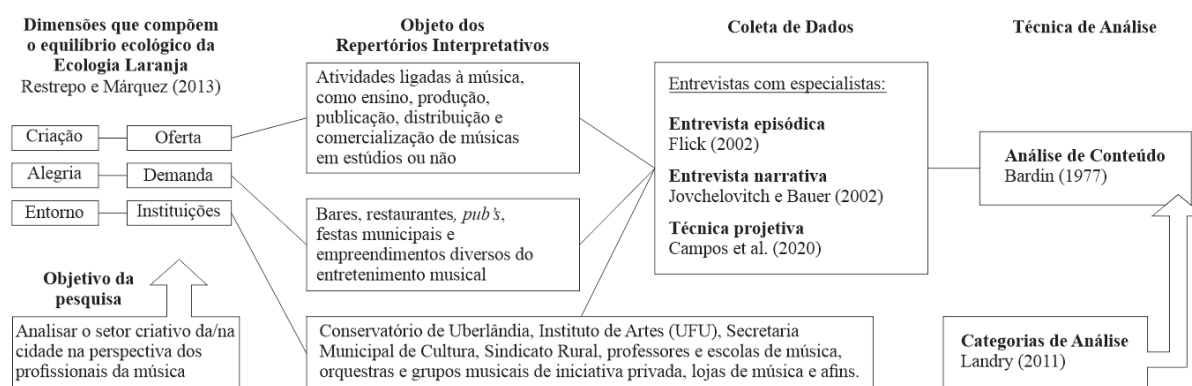 Dimensões que compõem
o equilíbrio ecológico da
Ecologia Laranja
Restrepo e Márquez (2013)
Criação
Oferta
Alegria
Demanda
Entorno
Instituições
Objetivo da
pesquisa
Analisar o setor criativo da/na
cidade na perspectiva dos
profissionais da música
Objeto dos
Repertórios Interpretativos
Atividades ligadas à música,
como ensino, produção,
publicação, distribuição e
comercialização de músicas
em estúdios ou não
Bares, restaurantes, pub's,
festas municipais e
empreendimentos diversos do
entretenimento musical
Conservatório de Uberlândia, Instituto de Artes (UFU), Secretaria
Municipal de Cultura, Sindicato Rural, professores e escolas de música,
orquestras e grupos musicais de iniciativa privada, lojas de música e afins.
Coleta de Dados
Entrevistas com especialistas:
Entrevista episódica
Flick (2002)
Entrevista narrativa
Jovchelovitch e Bauer (2002)
Técnica projetiva
Campos et al. (2020)
Técnica de Análise
Análise de Conteúdo
Bardin (1977)
Categorias de Análise
Landry (2011)